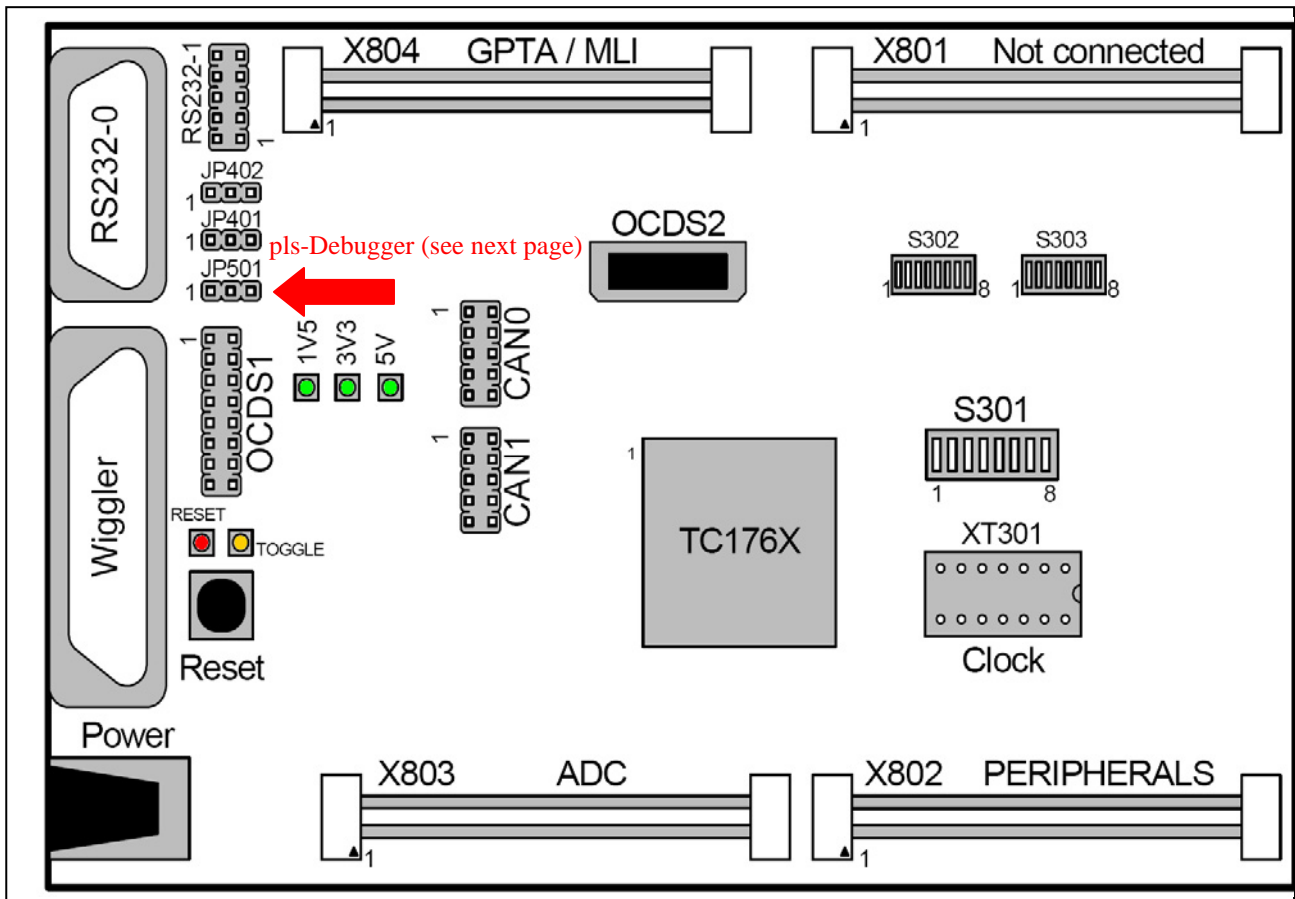 X804 GPTA / MLI
1
X801 Not connected
1
RS232-0
RS232-1
1
JP402
1
JP401
1
pls-Debugger (see next page)
JP501
1
OCDS2
S302
1 8
S303
1 8
1
OCDS1
1V5
3V3
5V
1
CAN0
1
CAN1
S301
1 8
1
TC176X
XT301
Clock
Wiggler
RESET
TOGGLE
Reset
Power
X803 ADC
1
X802 PERIPHERALS
1